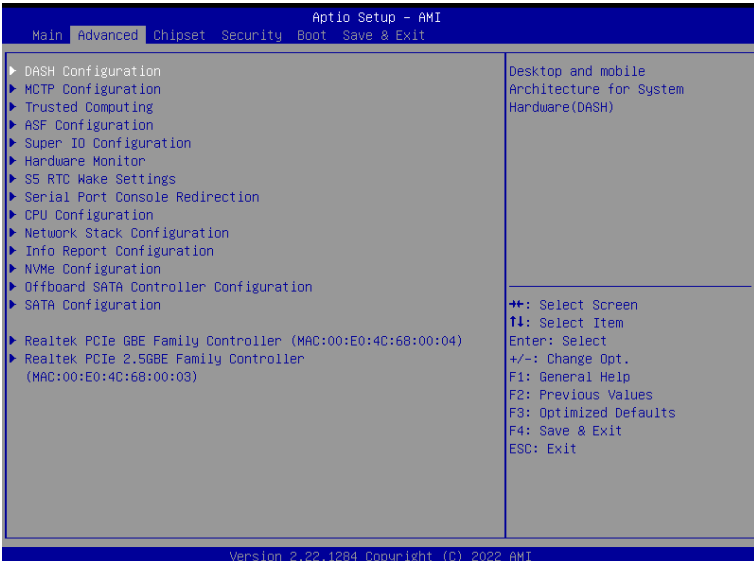 Aptio Setup - AMI
Main Advanced Chipset Security Boot Save & Exit
DASH Configuration
MCTP Configuration
Trusted Computing
ASF Configuration
Super IO Configuration
Hardware Monitor
S5 RTC Wake Settings
Serial Port Console Redirection
CPU Configuration
Network Stack Configuration
Info Report Configuration
NVMe Configuration
Offboard SATA Controller Configuration
SATA Configuration
Realtek PCIe GBE Family Controller (MAC:00:E0:4C:68:00:04)
Realtek PCIe 2.5GBE Family Controller
(MAC:00:E0:4C:68:00:03)
Desktop and mobile
Architecture for System
Hardware(DASH)
→←: Select Screen
↑↓: Select Item
Enter: Select
+/-: Change Opt.
F1: General Help
F2: Previous Values
F3: Optimized Defaults
F4: Save & Exit
ESC: Exit
Version 2.22.1284 Copyright (C) 2022 AMI